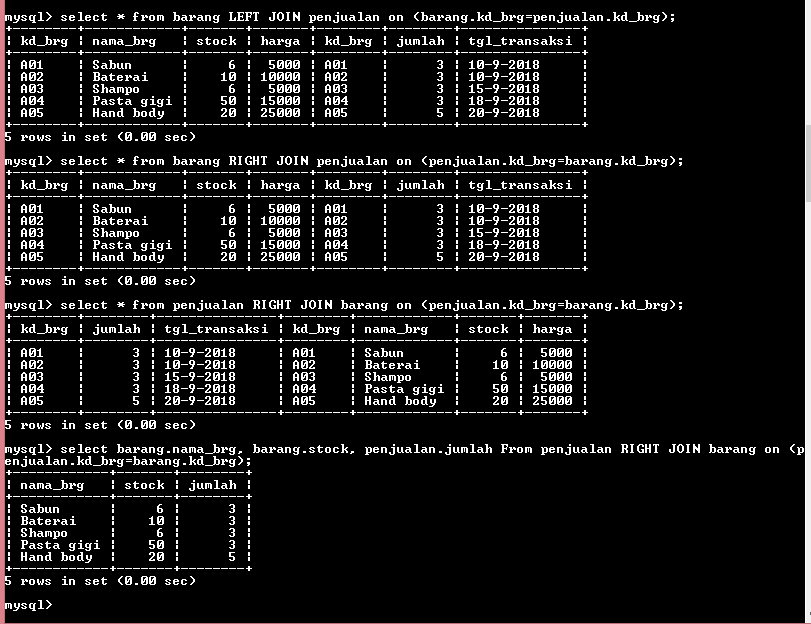 mysql> select * from barang LEFT JOIN penjualan on (barang.kd_brg=penjualan.kd_brg);
+--------+------------+-------+-------+--------+--------+---------------+
¦ kd_brg ¦ nama_brg   ¦ stock ¦ harga ¦ kd_brg ¦ jumlah ¦ tgl_transaksi ¦
+--------+------------+-------+-------+--------+--------+---------------+
¦ A01    ¦ Sabun      ¦     6 ¦  5000 ¦ A01    ¦      3 ¦ 10-9-2018     ¦
¦ A02    ¦ Baterai    ¦    10 ¦ 10000 ¦ A02    ¦      3 ¦ 10-9-2018     ¦
¦ A03    ¦ Shampo     ¦     6 ¦  5000 ¦ A03    ¦      3 ¦ 15-9-2018     ¦
¦ A04    ¦ Pasta gigi ¦    50 ¦ 15000 ¦ A04    ¦      3 ¦ 18-9-2018     ¦
¦ A05    ¦ Hand body  ¦    20 ¦ 25000 ¦ A05    ¦      5 ¦ 20-9-2018     ¦
+--------+------------+-------+-------+--------+--------+---------------+
5 rows in set (0.00 sec)
mysql> select * from barang RIGHT JOIN penjualan on (penjualan.kd_brg=barang.kd_brg);
+--------+------------+-------+-------+--------+--------+---------------+
¦ kd_brg ¦ nama_brg   ¦ stock ¦ harga ¦ kd_brg ¦ jumlah ¦ tgl_transaksi ¦
+--------+------------+-------+-------+--------+--------+---------------+
¦ A01    ¦ Sabun      ¦     6 ¦  5000 ¦ A01    ¦      3 ¦ 10-9-2018     ¦
¦ A02    ¦ Baterai    ¦    10 ¦ 10000 ¦ A02    ¦      3 ¦ 10-9-2018     ¦
¦ A03    ¦ Shampo     ¦     6 ¦  5000 ¦ A03    ¦      3 ¦ 15-9-2018     ¦
¦ A04    ¦ Pasta gigi ¦    50 ¦ 15000 ¦ A04    ¦      3 ¦ 18-9-2018     ¦
¦ A05    ¦ Hand body  ¦    20 ¦ 25000 ¦ A05    ¦      5 ¦ 20-9-2018     ¦
+--------+------------+-------+-------+--------+--------+---------------+
5 rows in set (0.00 sec)
mysql> select * from penjualan RIGHT JOIN barang on (penjualan.kd_brg=barang.kd_brg);
+--------+--------+---------------+--------+------------+-------+-------+
¦ kd_brg ¦ jumlah ¦ tgl_transaksi ¦ kd_brg ¦ nama_brg   ¦ stock ¦ harga ¦
+--------+--------+---------------+--------+------------+-------+-------+
¦ A01    ¦      3 ¦ 10-9-2018     ¦ A01    ¦ Sabun      ¦     6 ¦  5000 ¦
¦ A02    ¦      3 ¦ 10-9-2018     ¦ A02    ¦ Baterai    ¦    10 ¦ 10000 ¦
¦ A03    ¦      3 ¦ 15-9-2018     ¦ A03    ¦ Shampo     ¦     6 ¦  5000 ¦
¦ A04    ¦      3 ¦ 18-9-2018     ¦ A04    ¦ Pasta gigi ¦    50 ¦ 15000 ¦
¦ A05    ¦      5 ¦ 20-9-2018     ¦ A05    ¦ Hand body  ¦    20 ¦ 25000 ¦
+--------+--------+---------------+--------+------------+-------+-------+
5 rows in set (0.00 sec)
mysql> select barang.nama_brg, barang.stock, penjualan.jumlah From penjualan RIGHT JOIN barang on (p
enjualan.kd_brg=barang.kd_brg);
+------------+-------+--------+
¦ nama_brg   ¦ stock ¦ jumlah ¦
+------------+-------+--------+
¦ Sabun      ¦     6 ¦      3 ¦
¦ Baterai    ¦    10 ¦      3 ¦
¦ Shampo     ¦     6 ¦      3 ¦
¦ Pasta gigi ¦    50 ¦      3 ¦
¦ Hand body  ¦    20 ¦      5 ¦
+------------+-------+--------+
5 rows in set (0.00 sec)
mysql>